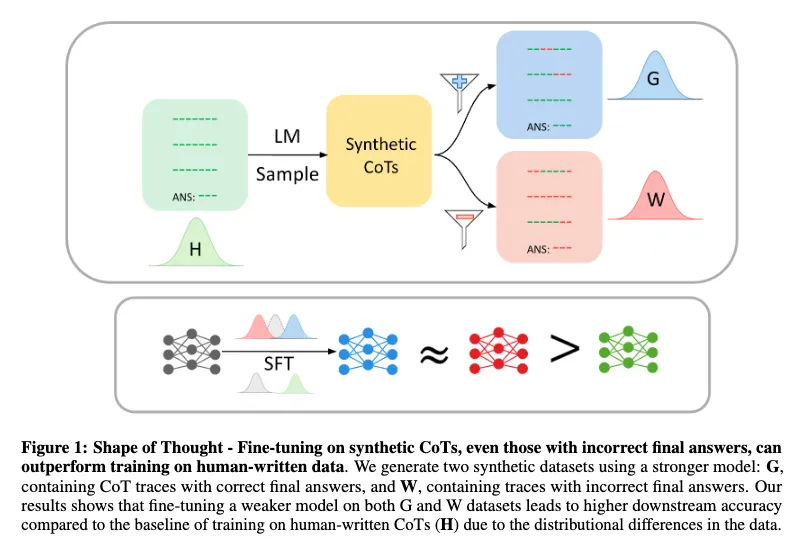 LM
Sample
Synthetic
CoTs
ANS:
H
ANS:
G
ANS:
W
SFT
≈
>
Figure 1: Shape of Thought - Fine-tuning on synthetic CoTs, even those with incorrect final answers, can
outperform training on human-written data. We generate two synthetic datasets using a stronger model: G,
containing CoT traces with correct final answers, and W, containing traces with incorrect final answers. Our
results shows that fine-tuning a weaker model on both G and W datasets leads to higher downstream accuracy
compared to the baseline of training on human-written CoTs (H) due to the distributional differences in the data.